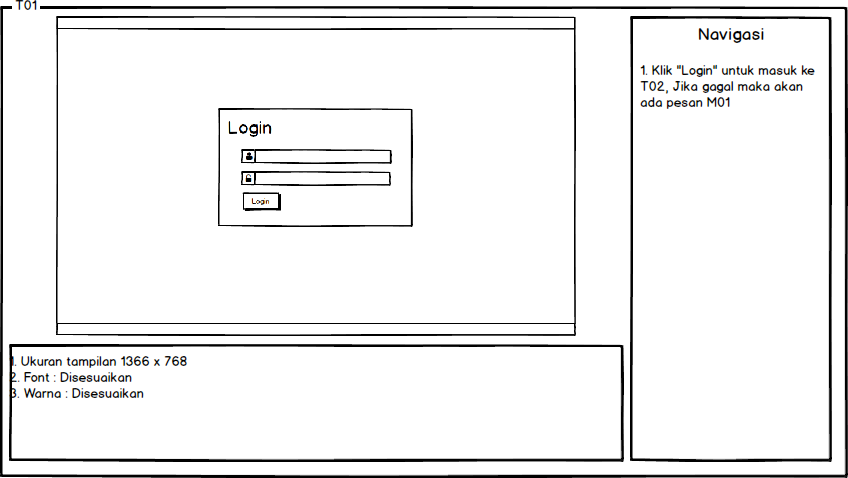 T01
Login
Login
Navigasi
1. Klik "Login" untuk masuk ke
T02, Jika gagal maka akan
ada pesan M01
1. Ukuran tampilan 1366 x 768
2. Font : Disesuaikan
3. Warna : Disesuaikan